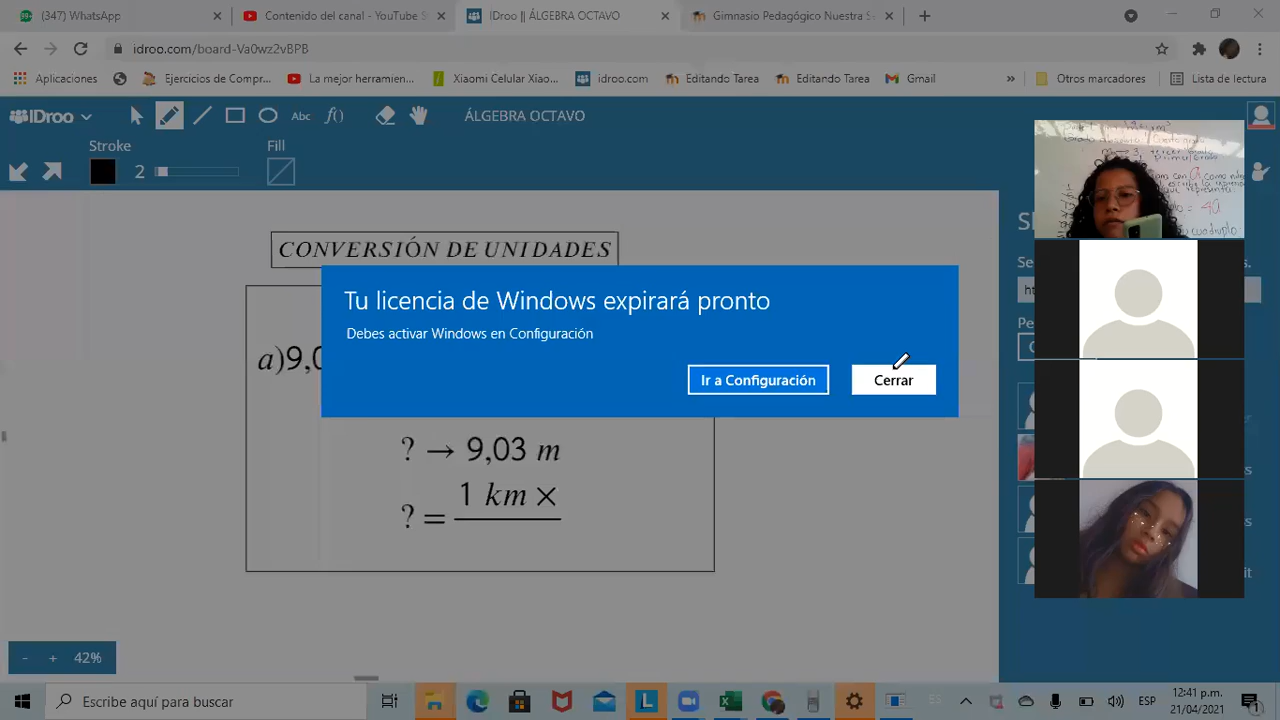 (347) WhatsApp
Contenido del canal - YouTube S
IDroo || ÁLGEBRA OCTAVO
Gimnasio Pedagógico Nuestra S
idroo.com/board-Va0wz2vBPB
Aplicaciones
Ejercicios de Compr...
La mejor herramien...
Xiaomi Celular Xiao...
idroo.com
Editando Tarea
Editando Tarea
Gmail
»
Otros marcadores
Lista de lectura
IDroo
Abc
f()
ÁLGEBRA OCTAVO
Stroke
2
Fill
CONVERSIÓN DE UNIDADES
Tu licencia de Windows expirará pronto
Debes activar Windows en Configuración
Ir a Configuración
Cerrar
a)9,0
? → 9,03 m
1 km ×
? =
- + 42%
Escribe aquí para buscar
ES
ESP
12:41 p.m.
21/04/2021